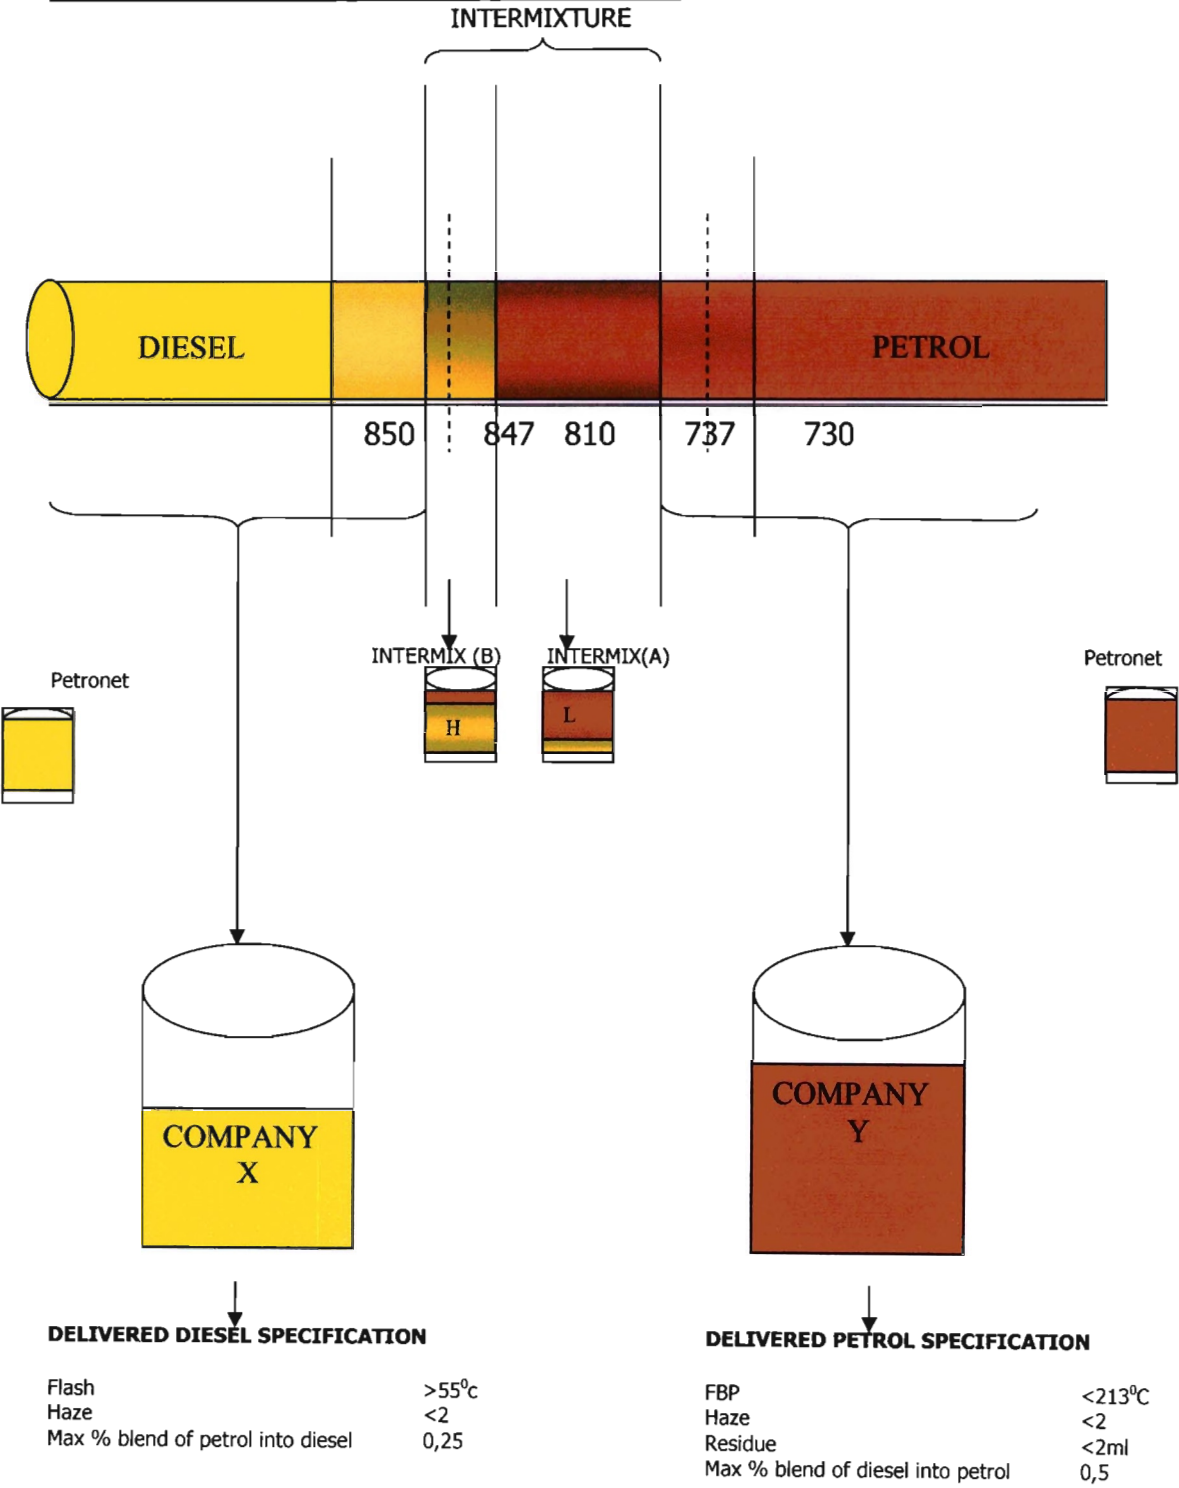 INTERMIXTURE
DIESEL
PETROL
850
847
810
737
730
INTERMIX (B)
INTERMIX(A)
Petronet
Petronet
H
L
COMPANY
X
COMPANY
Y
DELIVERED DIESEL SPECIFICATION
Flash >55⁰c
Haze <2
Max % blend of petrol into diesel 0,25
DELIVERED PETROL SPECIFICATION
FBP <213⁰C
Haze <2
Residue <2ml
Max % blend of diesel into petrol 0,5